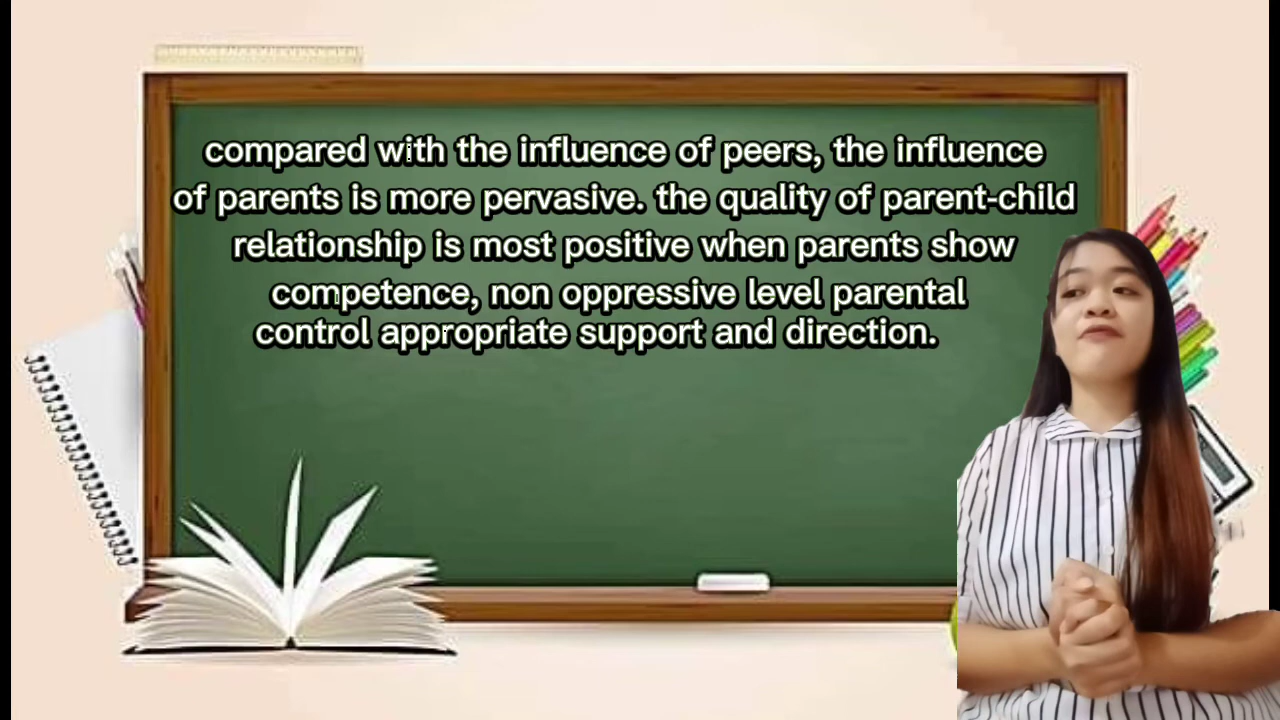 compared with the influence of peers, the influence
of parents is more pervasive. the quality of parent-child
relationship is most positive when parents show
competence, non oppressive level parental
control appropriate support and direction.